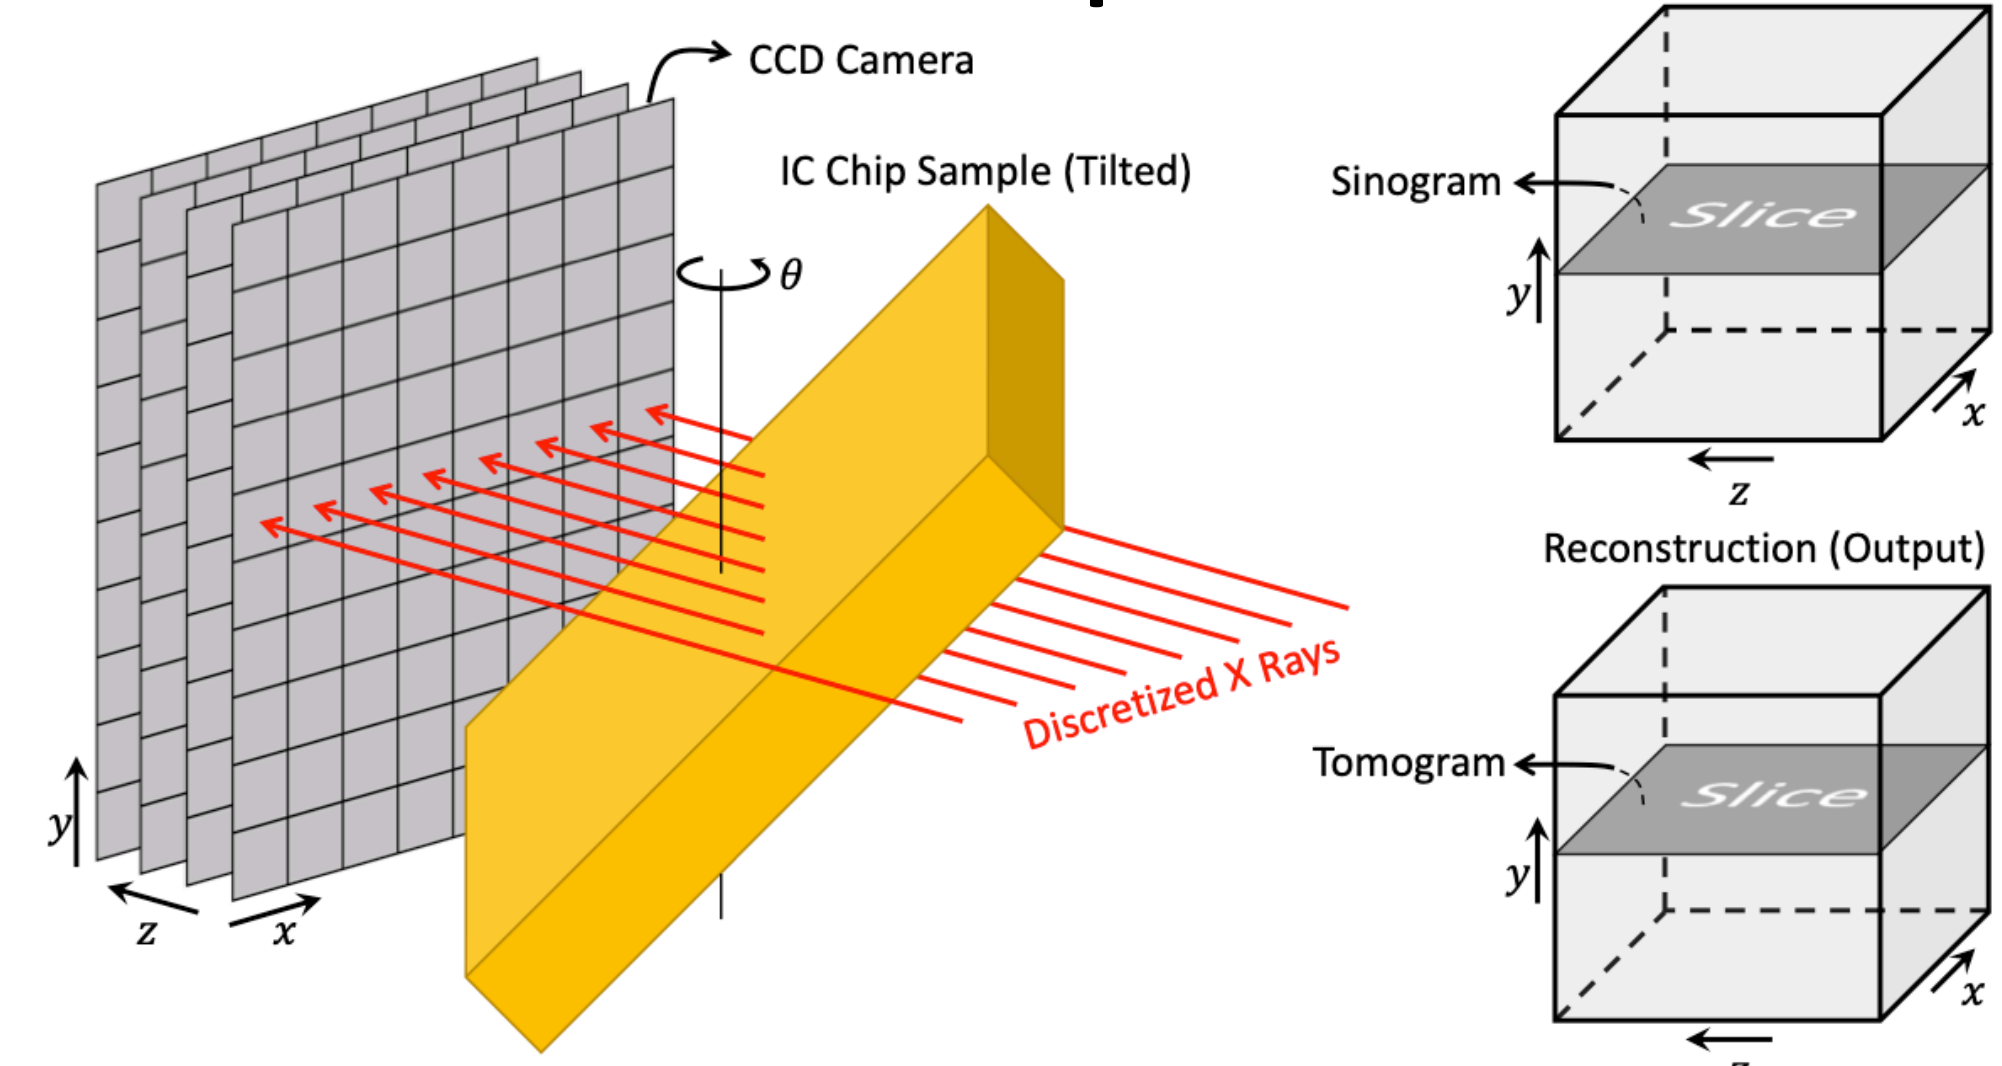 CCD Camera
IC Chip Sample (Tilted)
θ
Discretized X Rays
y
z
x
Sinogram
Slice
y
x
z
Reconstruction (Output)
Tomogram
Slice
y
x